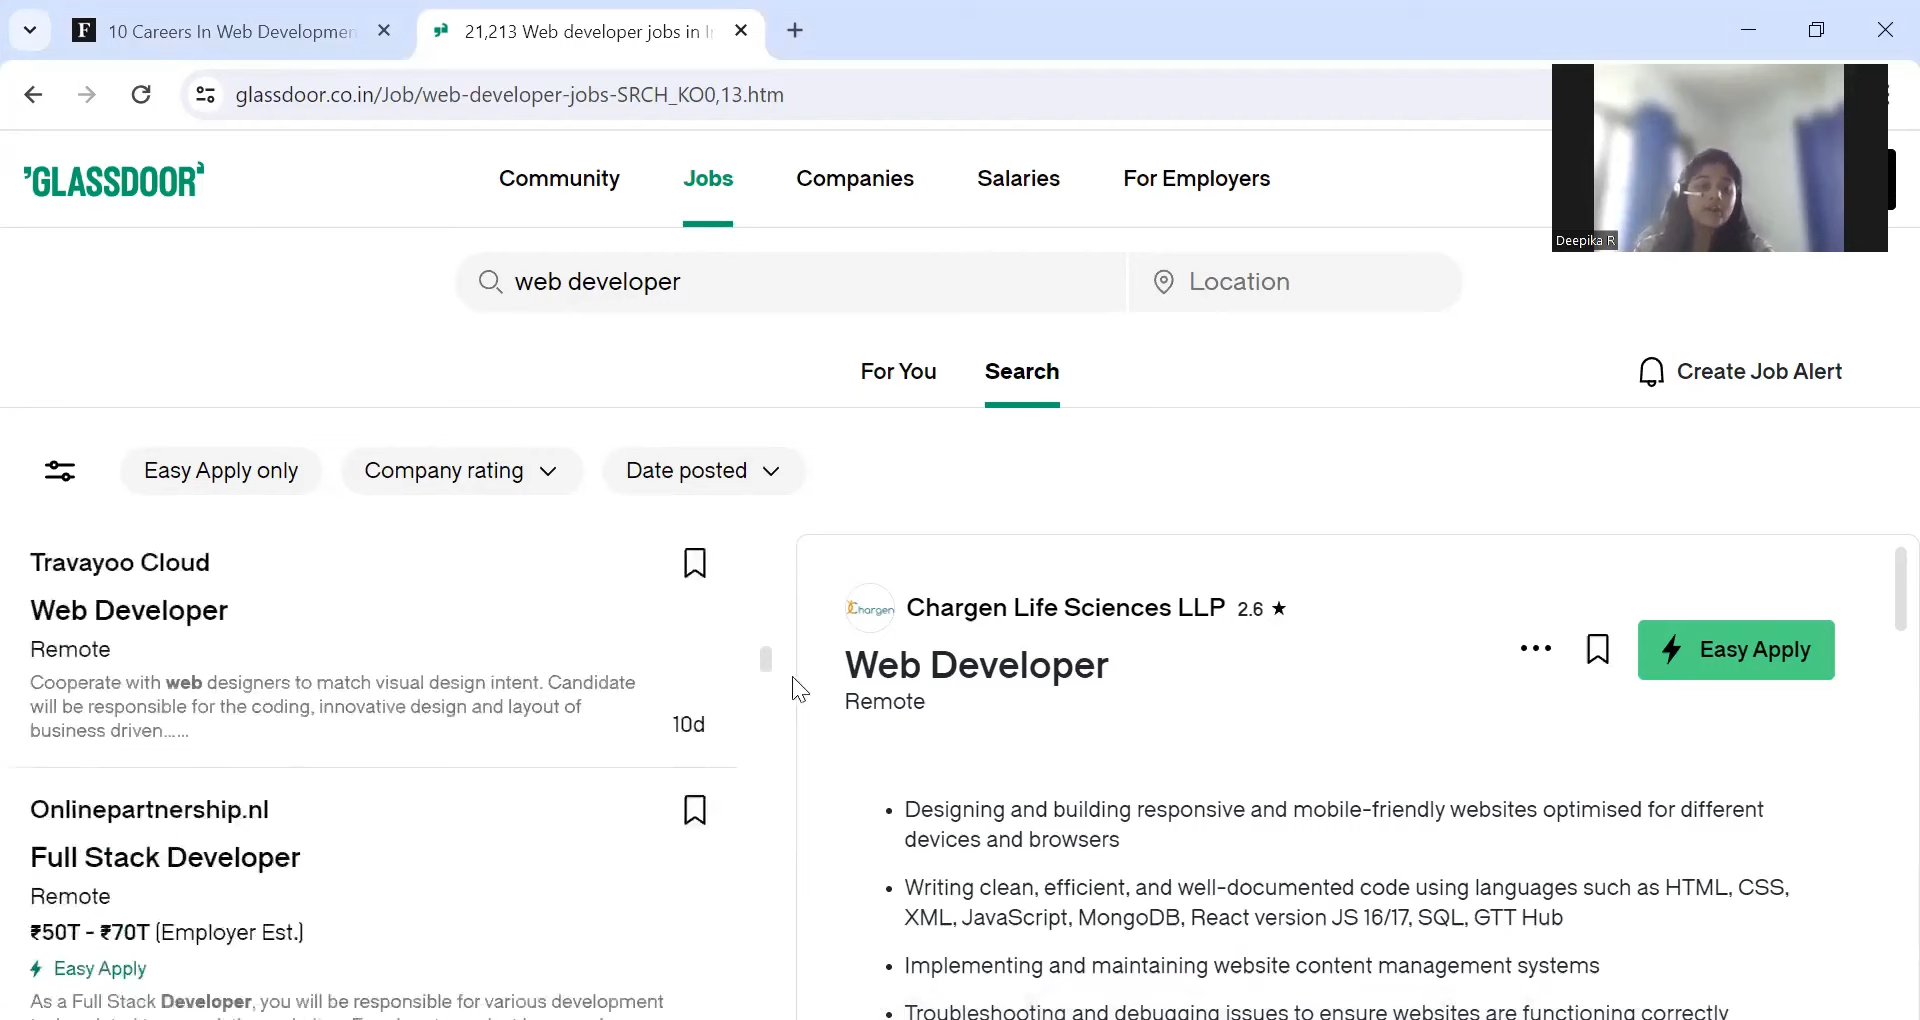 F 10 Careers In Web Developmen
21,213 Web developer jobs in I
glassdoor.co.in/Job/web-developer-jobs-SRCH_KO0,13.htm
'GLASSDOOR'
Community
Jobs
Companies
Salaries
For Employers
Deepika R
web developer
Location
For You
Search
Create Job Alert
Easy Apply only
Company rating
Date posted
Travayoo Cloud
Web Developer
Remote
Cooperate with web designers to match visual design intent. Candidate
will be responsible for the coding, innovative design and layout of
business driven.…..
10d
Onlinepartnership.nl
Full Stack Developer
Remote
₹50T - ₹70T (Employer Est.)
Easy Apply
As a Full Stack Developer, you will be responsible for various development
Chargen
Chargen Life Sciences LLP 2.6 ★
Web Developer
Remote
Easy Apply
• Designing and building responsive and mobile-friendly websites optimised for different
devices and browsers
• Writing clean, efficient, and well-documented code using languages such as HTML, CSS,
XML, JavaScript, MongoDB, React version JS 16/17, SQL, GTT Hub
• Implementing and maintaining website content management systems
• Troubleshooting and debugging issues to ensure websites are functioning correctly